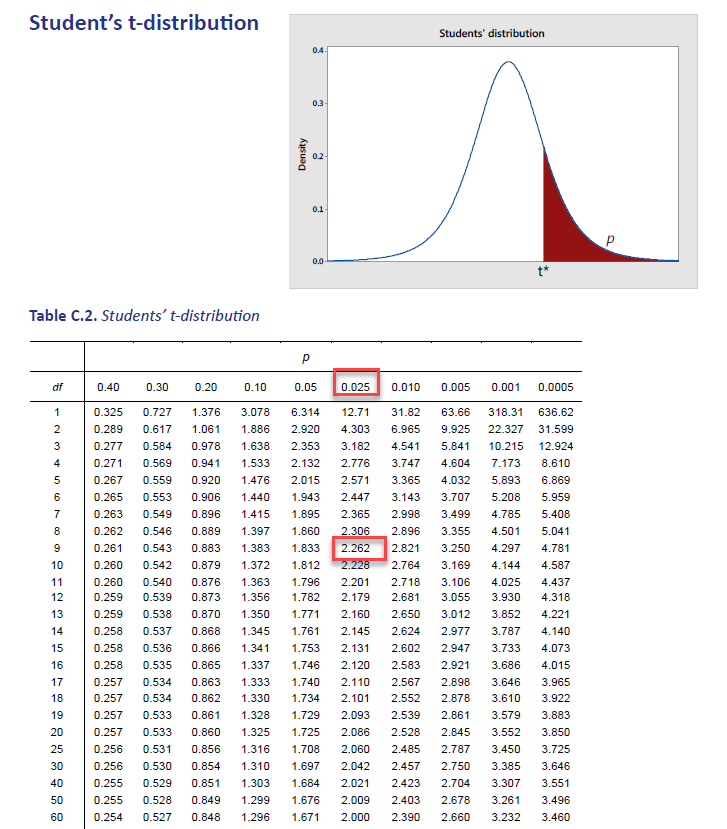 Student's t-distribution
Students' distribution
0.4
0.3
0.2
0.1
0.0
Density
p
t*
Table C.2. Students' t-distribution
p
df 0.40 0.30 0.20 0.10 0.05 0.025 0.010 0.005 0.001 0.0005
1 0.325 0.727 1.376 3.078 6.314 12.71 31.82 63.66 318.31 636.62
2 0.289 0.617 1.061 1.886 2.920 4.303 6.965 9.925 22.327 31.599
3 0.277 0.584 0.978 1.638 2.353 3.182 4.541 5.841 10.215 12.924
4 0.271 0.569 0.941 1.533 2.132 2.776 3.747 4.604 7.173 8.610
5 0.267 0.559 0.920 1.476 2.015 2.571 3.365 4.032 5.893 6.869
6 0.265 0.553 0.906 1.440 1.943 2.447 3.143 3.707 5.208 5.959
7 0.263 0.549 0.896 1.415 1.895 2.365 2.998 3.499 4.785 5.408
8 0.262 0.546 0.889 1.397 1.860 2.306 2.896 3.355 4.501 5.041
9 0.261 0.543 0.883 1.383 1.833 2.262 2.821 3.250 4.297 4.781
10 0.260 0.542 0.879 1.372 1.812 2.228 2.764 3.169 4.144 4.587
11 0.260 0.540 0.876 1.363 1.796 2.201 2.718 3.106 4.025 4.437
12 0.259 0.539 0.873 1.356 1.782 2.179 2.681 3.055 3.930 4.318
13 0.259 0.538 0.870 1.350 1.771 2.160 2.650 3.012 3.852 4.221
14 0.258 0.537 0.868 1.345 1.761 2.145 2.624 2.977 3.787 4.140
15 0.258 0.536 0.866 1.341 1.753 2.131 2.602 2.947 3.733 4.073
16 0.258 0.535 0.865 1.337 1.746 2.120 2.583 2.921 3.686 4.015
17 0.257 0.534 0.863 1.333 1.740 2.110 2.567 2.898 3.646 3.965
18 0.257 0.534 0.862 1.330 1.734 2.101 2.552 2.878 3.610 3.922
19 0.257 0.533 0.861 1.328 1.729 2.093 2.539 2.861 3.579 3.883
20 0.257 0.533 0.860 1.325 1.725 2.086 2.528 2.845 3.552 3.850
25 0.256 0.531 0.856 1.316 1.708 2.060 2.485 2.787 3.450 3.725
30 0.256 0.530 0.854 1.310 1.697 2.042 2.457 2.750 3.385 3.646
40 0.255 0.529 0.851 1.303 1.684 2.021 2.423 2.704 3.307 3.551
50 0.255 0.528 0.849 1.299 1.676 2.009 2.403 2.678 3.261 3.496
60 0.254 0.527 0.848 1.296 1.671 2.000 2.390 2.660 3.232 3.460